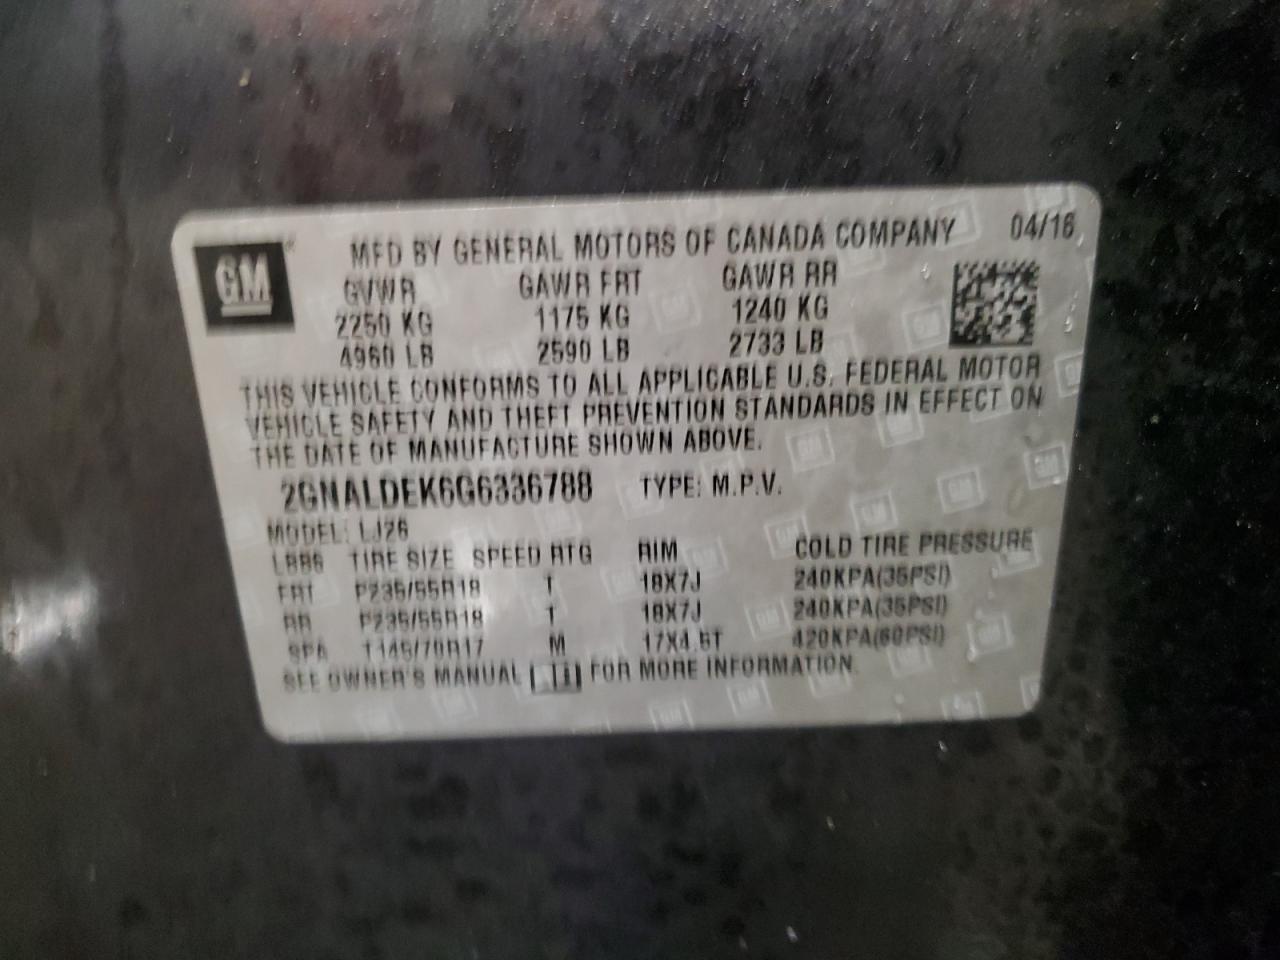 GM MFD BY GENERAL MOTORS OF CANADA COMPANY 04/16
GVWR GAWR FRT GAWR RR
2250 KG 1175 KG 1240 KG
4960 LB 2590 LB 2733 LB
THIS VEHICLE CONFORMS TO ALL APPLICABLE U.S. FEDERAL MOTOR
VEHICLE SAFETY AND THEFT PREVENTION STANDARDS IN EFFECT ON
THE DATE OF MANUFACTURE SHOWN ABOVE.
2GNALDEK6G6336788 TYPE: M.P.V.
MODEL: LJ26
TIRE SIZE SPEED RTG RIM COLD TIRE PRESSURE
FRT P235/55R18 T 18X7J 240KPA(35PSI)
RR P235/55R18 T 18X7J 240KPA(35PSI)
SPA T145/70R17 M 17X4.5T 420KPA(60PSI)
SEE OWNER'S MANUAL FOR MORE INFORMATION.